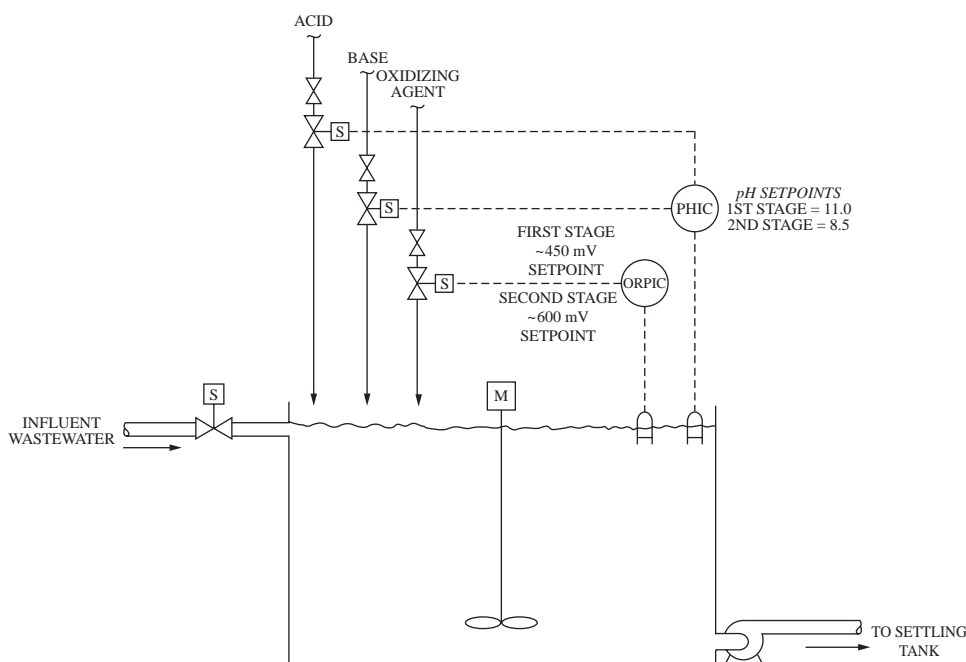 ACID
BASE
OXIDIZING
AGENT
S
S
S
PHIC
pH SETPOINTS
1ST STAGE = 11.0
2ND STAGE = 8.5
FIRST STAGE
~450 mV
SETPOINT
ORPIC
SECOND STAGE
~600 mV
SETPOINT
S
M
INFLUENT
WASTEWATER
TO SETTLING
TANK